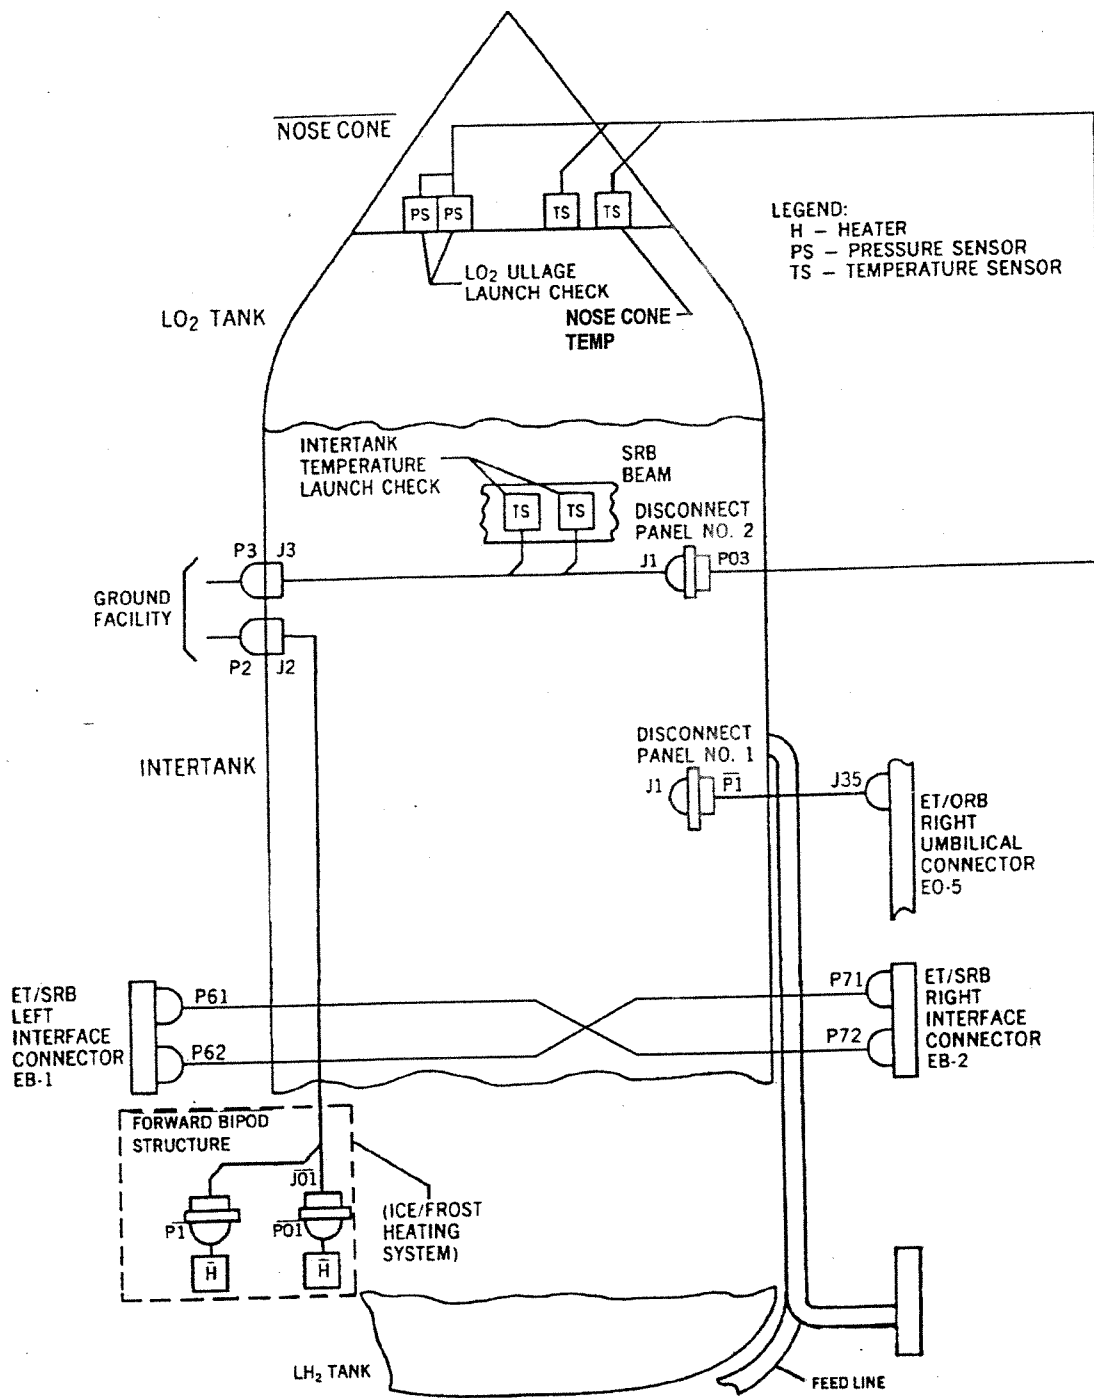 NOSE CONE
PS PS TS TS
LEGEND:
H – HEATER
PS – PRESSURE SENSOR
TS – TEMPERATURE SENSOR
LO₂ ULLAGE
LAUNCH CHECK
LO₂ TANK
NOSE CONE
TEMP
INTERTANK
TEMPERATURE
LAUNCH CHECK
SRB
BEAM
TS TS
DISCONNECT
PANEL NO. 2
P3 J3
J1 P03
GROUND
FACILITY
P2 J2
DISCONNECT
PANEL NO. 1
INTERTANK
J1 P1 J35
ET/ORB
RIGHT
UMBILICAL
CONNECTOR
EO-5
ET/SRB
LEFT
INTERFACE
CONNECTOR
EB-1
P61
P62
P71
P72
ET/SRB
RIGHT
INTERFACE
CONNECTOR
EB-2
FORWARD BIPOD
STRUCTURE
J01
P1 P01
H H
(ICE/FROST
HEATING
SYSTEM)
LH₂ TANK
FEED LINE